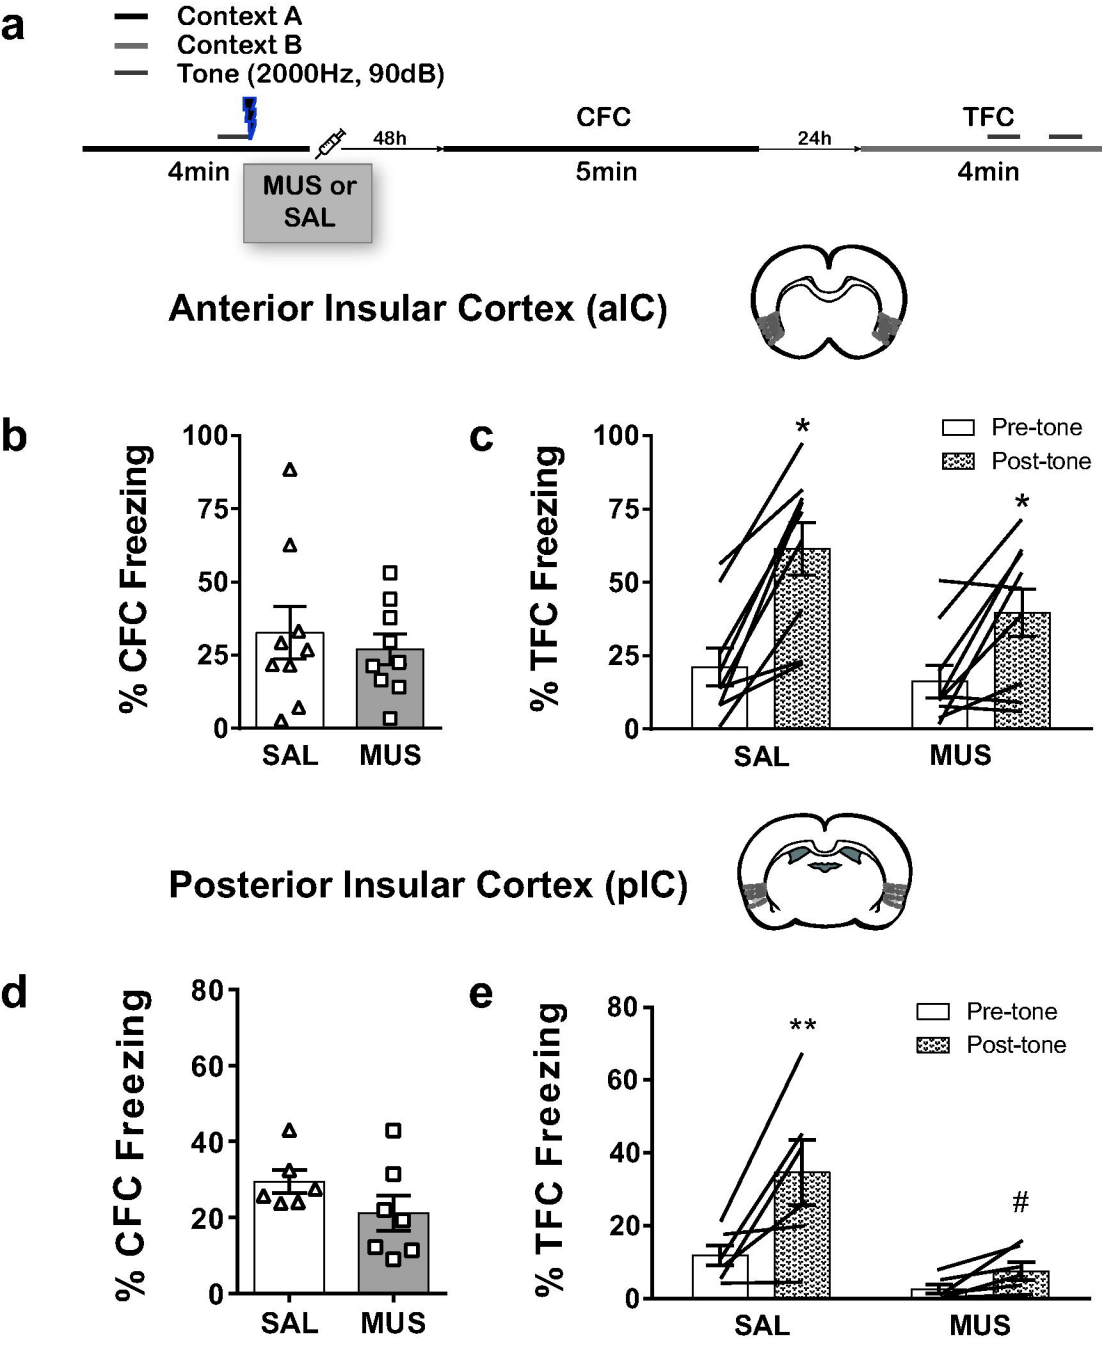 a
Context A
Context B
Tone (2000Hz, 90dB)
CFC
TFC
48h
24h
4min
5min
4min
MUS or
SAL
Anterior Insular Cortex (aIC)
b
% CFC Freezing
100
75
50
25
0
SAL
MUS
c
% TFC Freezing
100
75
50
25
0
*
*
Pre-tone
Post-tone
SAL
MUS
Posterior Insular Cortex (pIC)
d
% CFC Freezing
80
60
40
20
0
SAL
MUS
e
% TFC Freezing
80
60
40
20
0
**
#
Pre-tone
Post-tone
SAL
MUS